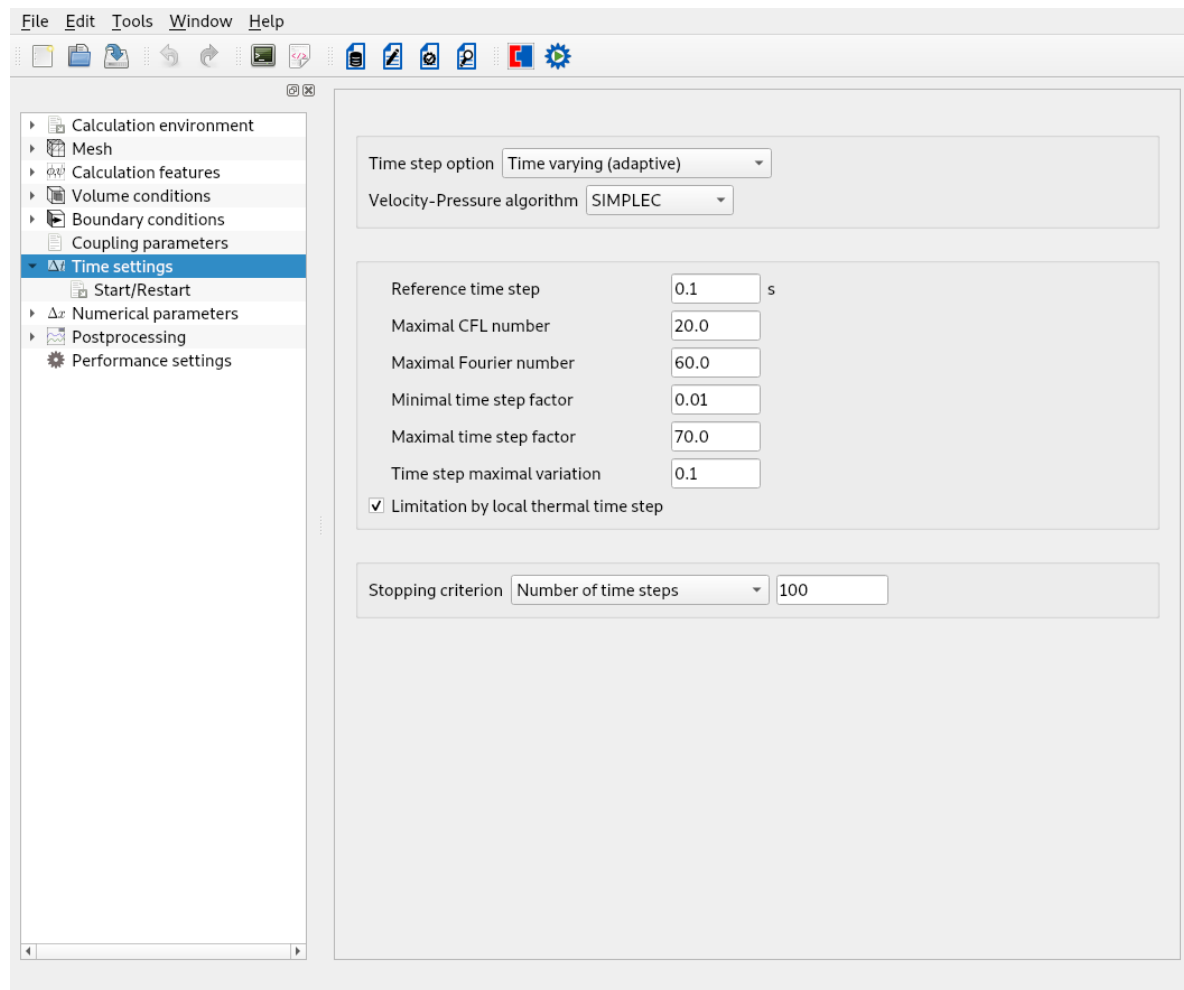 File Edit Tools Window Help
Calculation environment
Mesh
Calculation features
Volume conditions
Boundary conditions
Coupling parameters
Time settings
Start/Restart
Δx Numerical parameters
Postprocessing
Performance settings
Time step option Time varying (adaptive)
Velocity-Pressure algorithm SIMPLEC
Reference time step 0.1 s
Maximal CFL number 20.0
Maximal Fourier number 60.0
Minimal time step factor 0.01
Maximal time step factor 70.0
Time step maximal variation 0.1
Limitation by local thermal time step
Stopping criterion Number of time steps 100